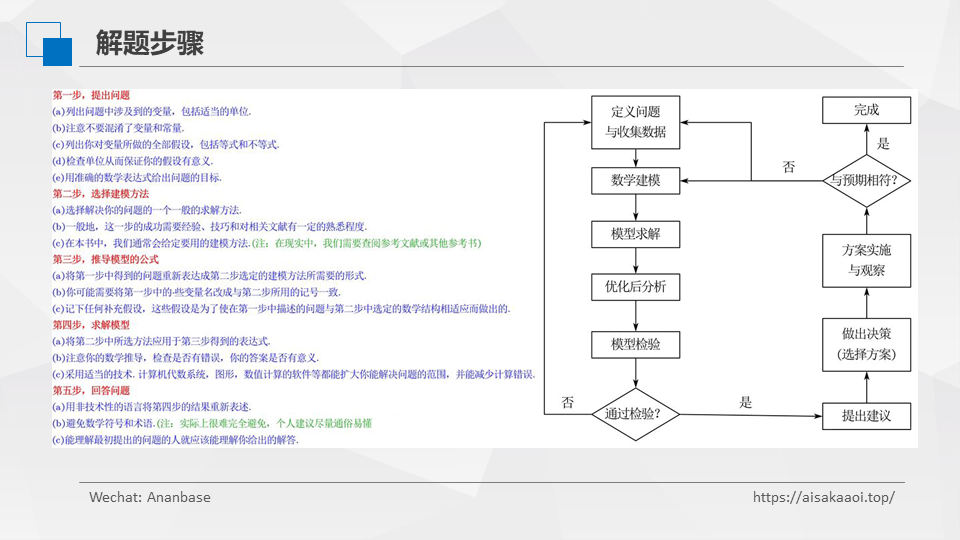 解题步骤
第一步，提出问题
(a)列出问题中涉及到的变量，包括适当的单位.
(b)注意不要混淆了变量和常量.
(c)列出你对变量所做的全部假设，包括等式和不等式.
(d)检查单位从而保证你的假设有意义.
(e)用准确的数学表达式给出问题的目标.
第二步，选择建模方法
(a)选择解决你的问题的一个一般的求解方法.
(b)一般地，这一步的成功需要经验、技巧和对相关文献有一定的熟悉程度.
(c)在本书中，我们通常会给定要用的建模方法.(注：在现实中，我们需要查阅参考文献或其他参考书)
第三步，推导模型的公式
(a)将第一步中得到的问题重新表达成第二步选定的建模方法所需要的形式.
(b)你可能需要将第一步中的一些变量名改成与第二步所用的记号一致.
(c)记下任何补充假设，这些假设是为了使在第一步中描述的问题与第二步中选定的数学结构相适应而做出的.
第四步，求解模型
(a)将第二步中所选方法应用于第三步得到的表达式.
(b)注意你的数学推导，检查是否有错误，你的答案是否有意义.
(c)采用适当的技术. 计算机代数系统，图形，数值计算的软件等都能扩大你能解决问题的范围，并能减少计算错误.
第五步，回答问题
(a)用非技术性的语言将第四步的结果重新表述.
(b)避免数学符号和术语.(注：实际上很难完全避免，个人建议尽量通俗易懂
(c)能理解最初提出的问题的人就应该能理解你给出的解答.
定义问题
与收集数据
数学建模
模型求解
优化后分析
模型检验
通过检验？
否
是
提出建议
做出决策
(选择方案)
方案实施
与观察
与预期相符？
否
是
完成
Wechat: Ananbase
https://aisakaaoi.top/